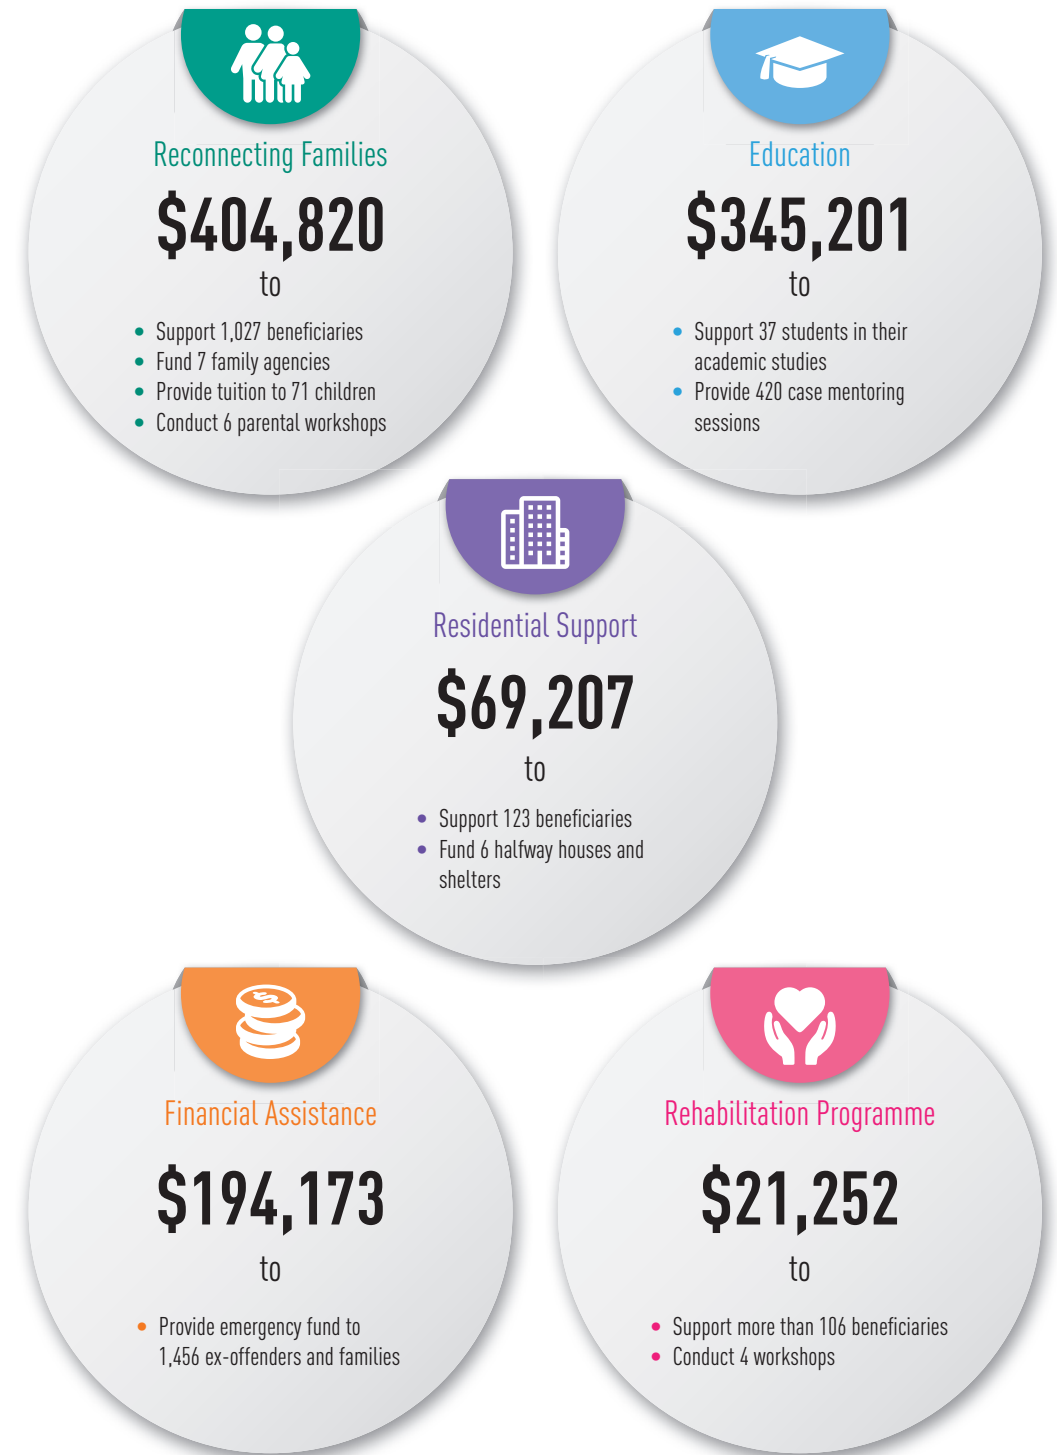 Reconnecting Families
$404,820
to
• Support 1,027 beneficiaries
• Fund 7 family agencies
• Provide tuition to 71 children
• Conduct 6 parental workshops
Education
$345,201
to
• Support 37 students in their
academic studies
• Provide 420 case mentoring
sessions
Residential Support
$69,207
to
• Support 123 beneficiaries
• Fund 6 halfway houses and
shelters
Financial Assistance
$194,173
to
• Provide emergency fund to
1,456 ex-offenders and families
Rehabilitation Programme
$21,252
to
• Support more than 106 beneficiaries
• Conduct 4 workshops